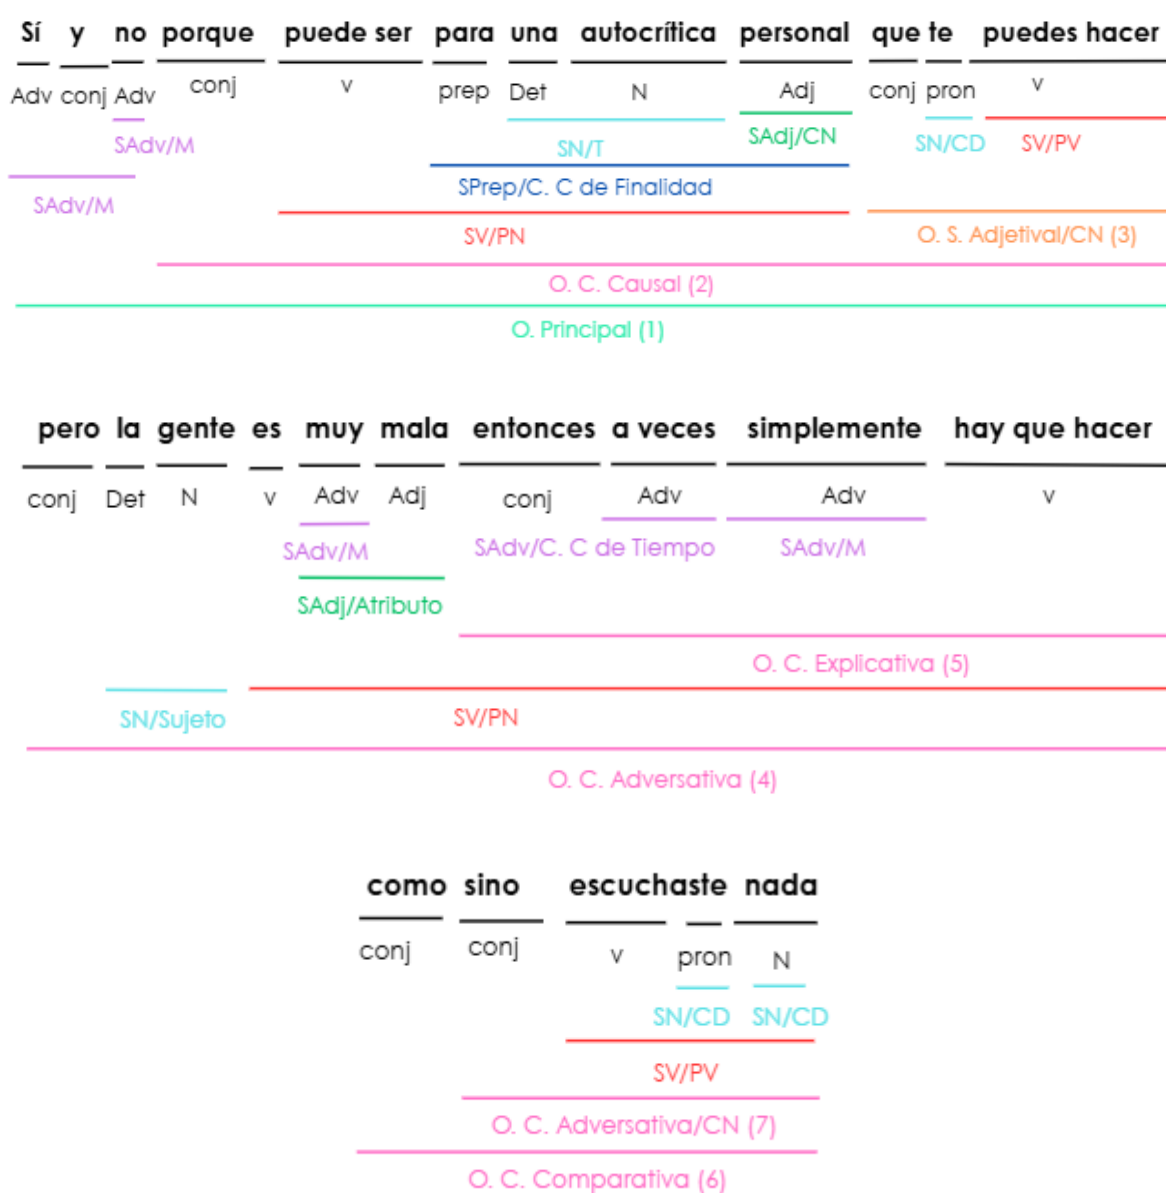 Sí y no porque puede ser para una autocrítica personal que te puedes hacer
Adv conj Adv conj v prep Det N Adj conj pron v
SAdv/M SN/T SAdj/CN SN/CD SV/PV
SAdv/M SPrep/C. C de Finalidad
SV/PN O. S. Adjetival/CN (3)
O. C. Causal (2)
O. Principal (1)
pero la gente es muy mala entonces a veces simplemente hay que hacer
conj Det N v Adv Adj conj Adv Adv v
SAdv/M SAdv/C. C de Tiempo SAdv/M
SAdj/Atributo
O. C. Explicativa (5)
SN/Sujeto SV/PN
O. C. Adversativa (4)
como sino escuchaste nada
conj conj v pron N
SN/CD SN/CD
SV/PV
O. C. Adversativa/CN (7)
O. C. Comparativa (6)